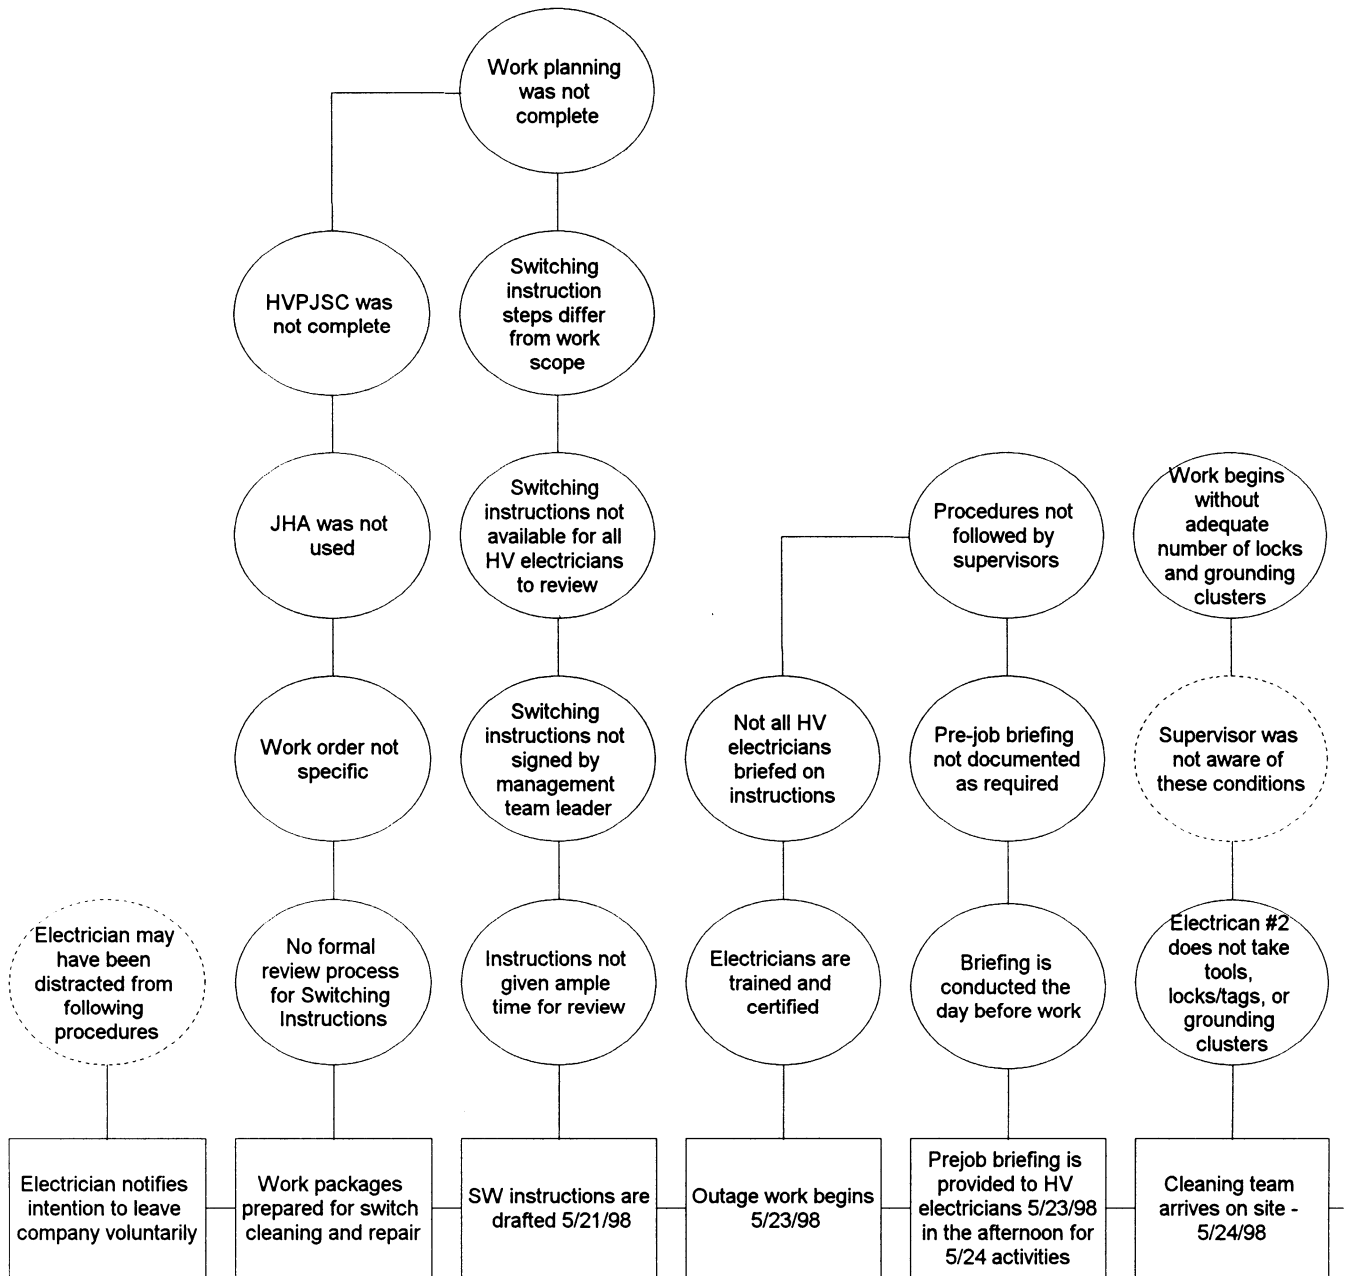 Work planning
was not
complete
HVPJSC was
not complete
Switching
instruction
steps differ
from work
scope
JHA was not
used
Switching
instructions not
available for all
HV electricians
to review
Procedures not
followed by
supervisors
Work begins
without
adequate
number of locks
and grounding
clusters
Work order not
specific
Switching
instructions not
signed by
management
team leader
Not all HV
electricians
briefed on
instructions
Pre-job briefing
not documented
as required
Supervisor was
not aware of
these conditions
Electrician may
have been
distracted from
following
procedures
No formal
review process
for Switching
Instructions
Instructions not
given ample
time for review
Electricians are
trained and
certified
Briefing is
conducted the
day before work
Electrican #2
does not take
tools,
locks/tags, or
grounding
clusters
Electrician notifies
intention to leave
company voluntarily
Work packages
prepared for switch
cleaning and repair
SW instructions are
drafted 5/21/98
Outage work begins
5/23/98
Prejob briefing is
provided to HV
electricians 5/23/98
in the afternoon for
5/24 activities
Cleaning team
arrives on site -
5/24/98